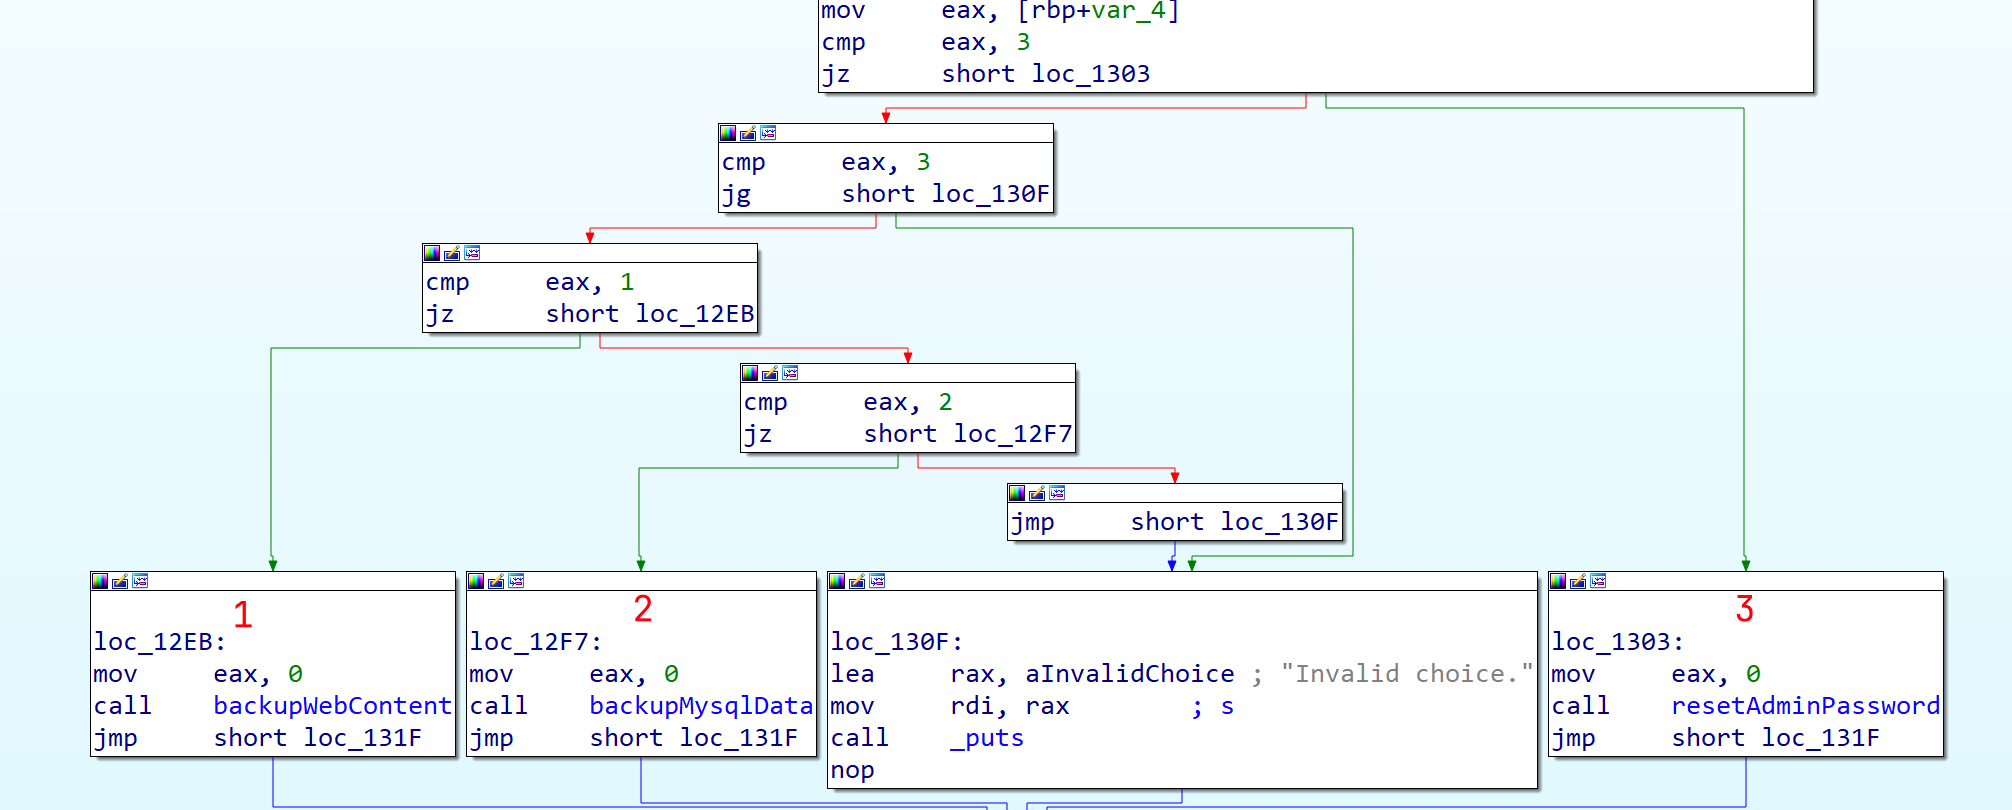 mov eax, [rbp+var_4]
cmp eax, 3
jz short loc_1303
cmp eax, 3
jg short loc_130F
cmp eax, 1
jz short loc_12EB
cmp eax, 2
jz short loc_12F7
jmp short loc_130F
1
loc_12EB:
mov eax, 0
call backupWebContent
jmp short loc_131F
2
loc_12F7:
mov eax, 0
call backupMysqlData
jmp short loc_131F
loc_130F:
lea rax, aInvalidChoice ; "Invalid choice."
mov rdi, rax ; s
call _puts
nop
3
loc_1303:
mov eax, 0
call resetAdminPassword
jmp short loc_131F